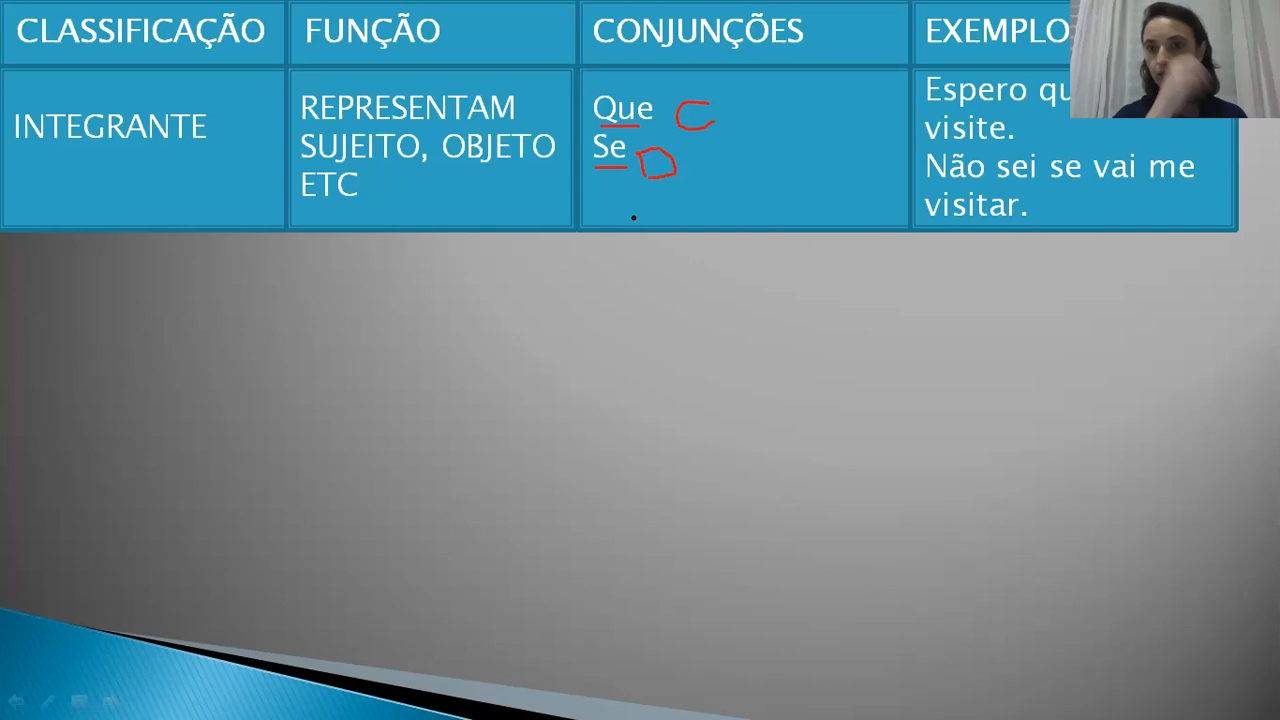 CLASSIFICAÇÃO
FUNÇÃO
CONJUNÇÕES
EXEMPLO
INTEGRANTE
REPRESENTAM
SUJEITO, OBJETO
ETC
Que C
Se D
Espero
visite.
Não sei se vai me
visitar.